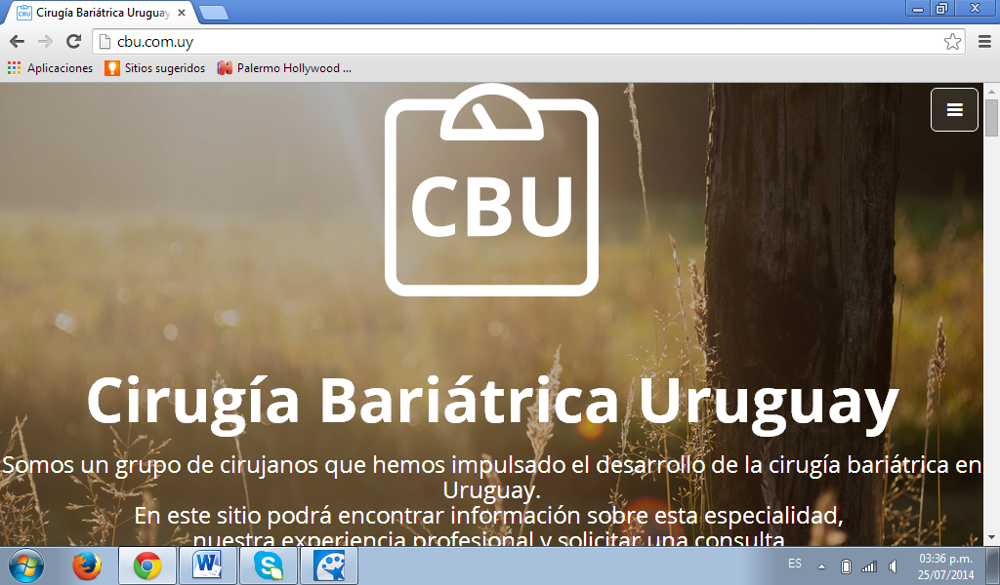 Cirugía Bariátrica Uruguay
cbu.com.uy
Aplicaciones
Sitios sugeridos
Palermo Hollywood ...
CBU
Cirugía Bariátrica Uruguay
Somos un grupo de cirujanos que hemos impulsado el desarrollo de la cirugía bariátrica en
Uruguay.
En este sitio podrá encontrar información sobre esta especialidad,
nuestra experiencia profesional y solicitar una consulta
ES
03:36 p.m.
25/07/2014